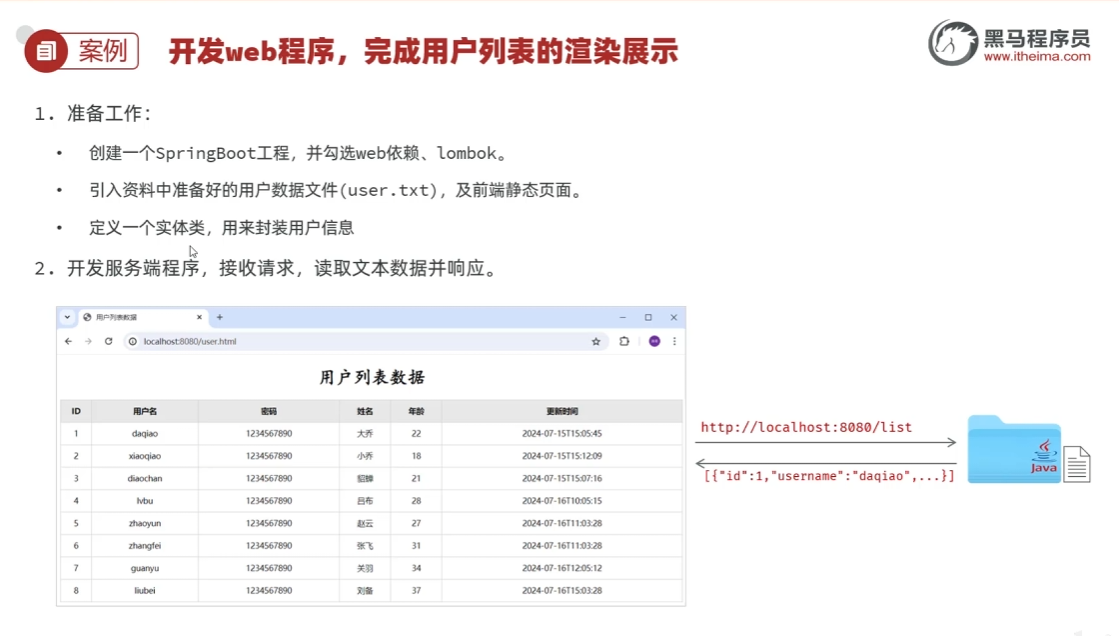 案例
开发web程序，完成用户列表的渲染展示
黑马程序员
www.itheima.com
1. 准备工作：
• 创建一个SpringBoot工程，并勾选web依赖、lombok。
• 引入资料中准备好的用户数据文件(user.txt)，及前端静态页面。
• 定义一个实体类，用来封装用户信息
2. 开发服务端程序，接收请求，读取文本数据并响应。
用户列表数据
localhost:8080/user.html
用户列表数据
ID 用户名 密码 姓名 年龄 更新时间
1 daqiao 1234567890 大乔 22 2024-07-15T15:05:45
2 xiaoqiao 1234567890 小乔 18 2024-07-15T15:12:09
3 diaochan 1234567890 貂蝉 21 2024-07-15T15:07:16
4 lvbu 1234567890 吕布 28 2024-07-16T10:05:15
5 zhaoyun 1234567890 赵云 27 2024-07-16T11:03:28
6 zhangfei 1234567890 张飞 31 2024-07-16T11:03:28
7 guanyu 1234567890 关羽 34 2024-07-16T12:05:12
8 liubei 1234567890 刘备 37 2024-07-16T15:03:28
http://localhost:8080/list
[{"id":1,"username":"daqiao",...}]
Java